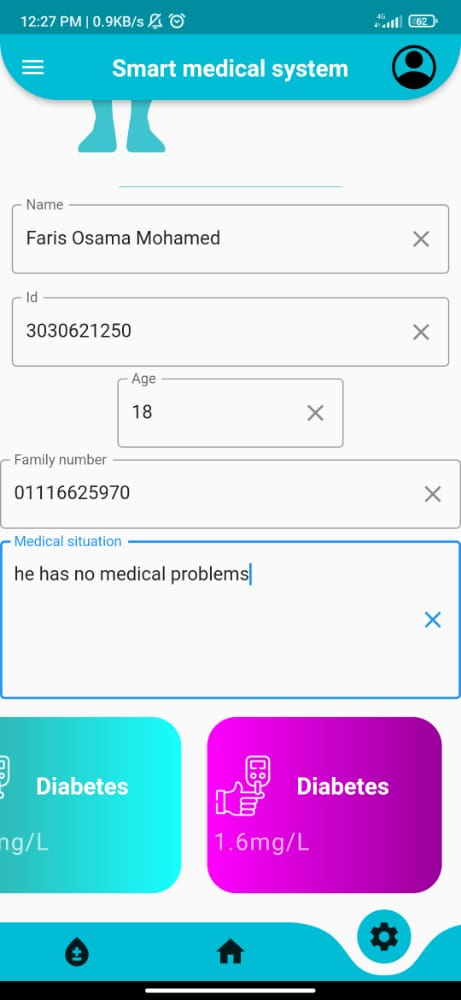 12:27 PM | 0.9KB/s
4G
62
Smart medical system
Name
Faris Osama Mohamed
Id
3030621250
Age
18
Family number
01116625970
Medical situation
he has no medical problems
Diabetes
Diabetes
mg/L
1.6mg/L